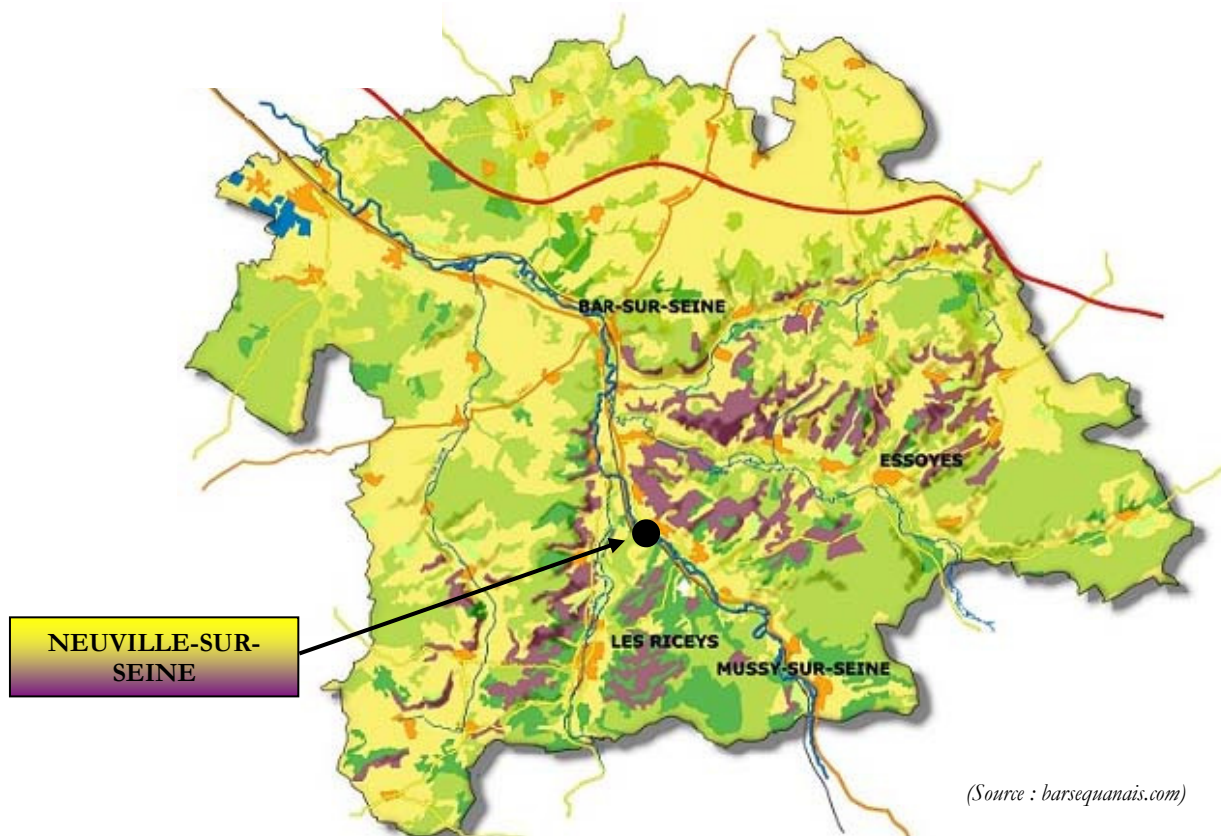 BAR-SUR-SEINE
ESSOYES
NEUVILLE-SUR-
SEINE
LES RICEYS
MUSSY-SUR-SEINE
(Source : barsequanais.com)